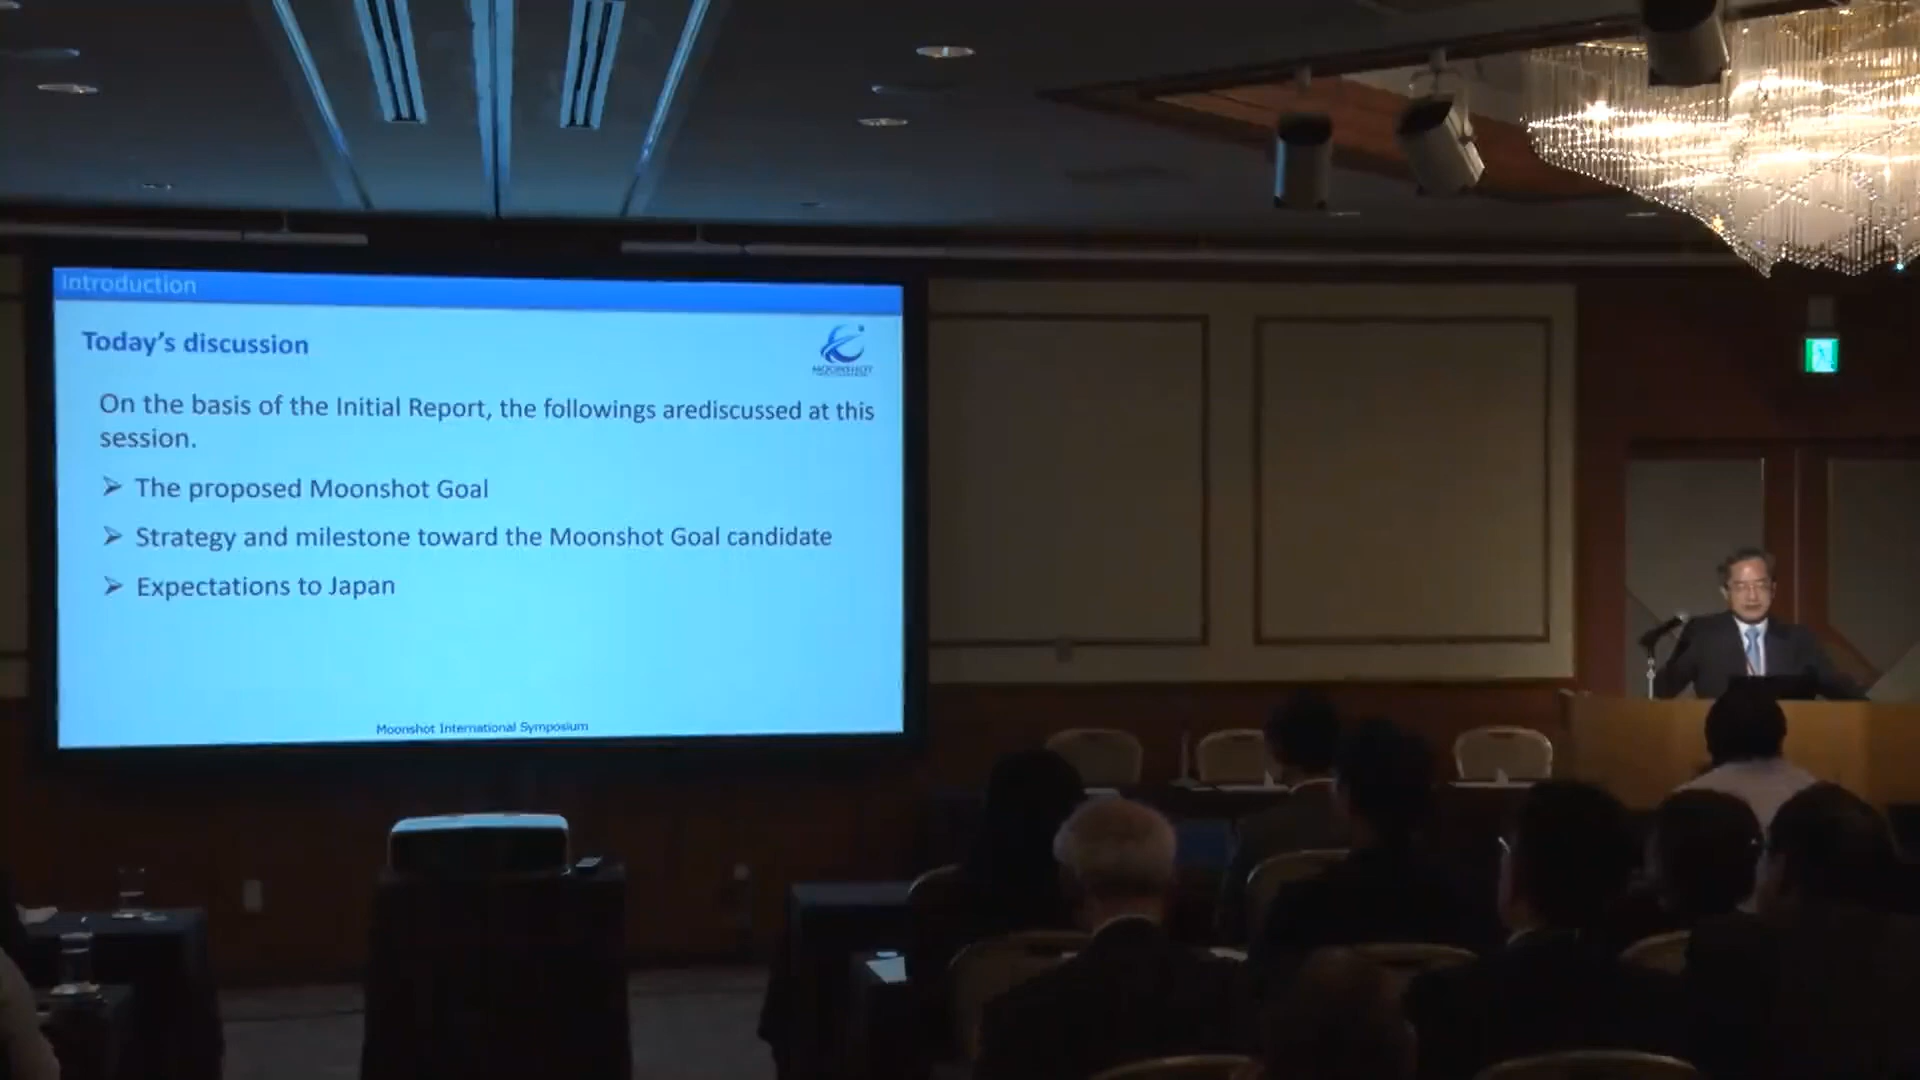 Introduction
Today's discussion
MOONSHOT
On the basis of the Initial Report, the followings arediscussed at this
session.
➢ The proposed Moonshot Goal
➢ Strategy and milestone toward the Moonshot Goal candidate
➢ Expectations to Japan
Moonshot International Symposium